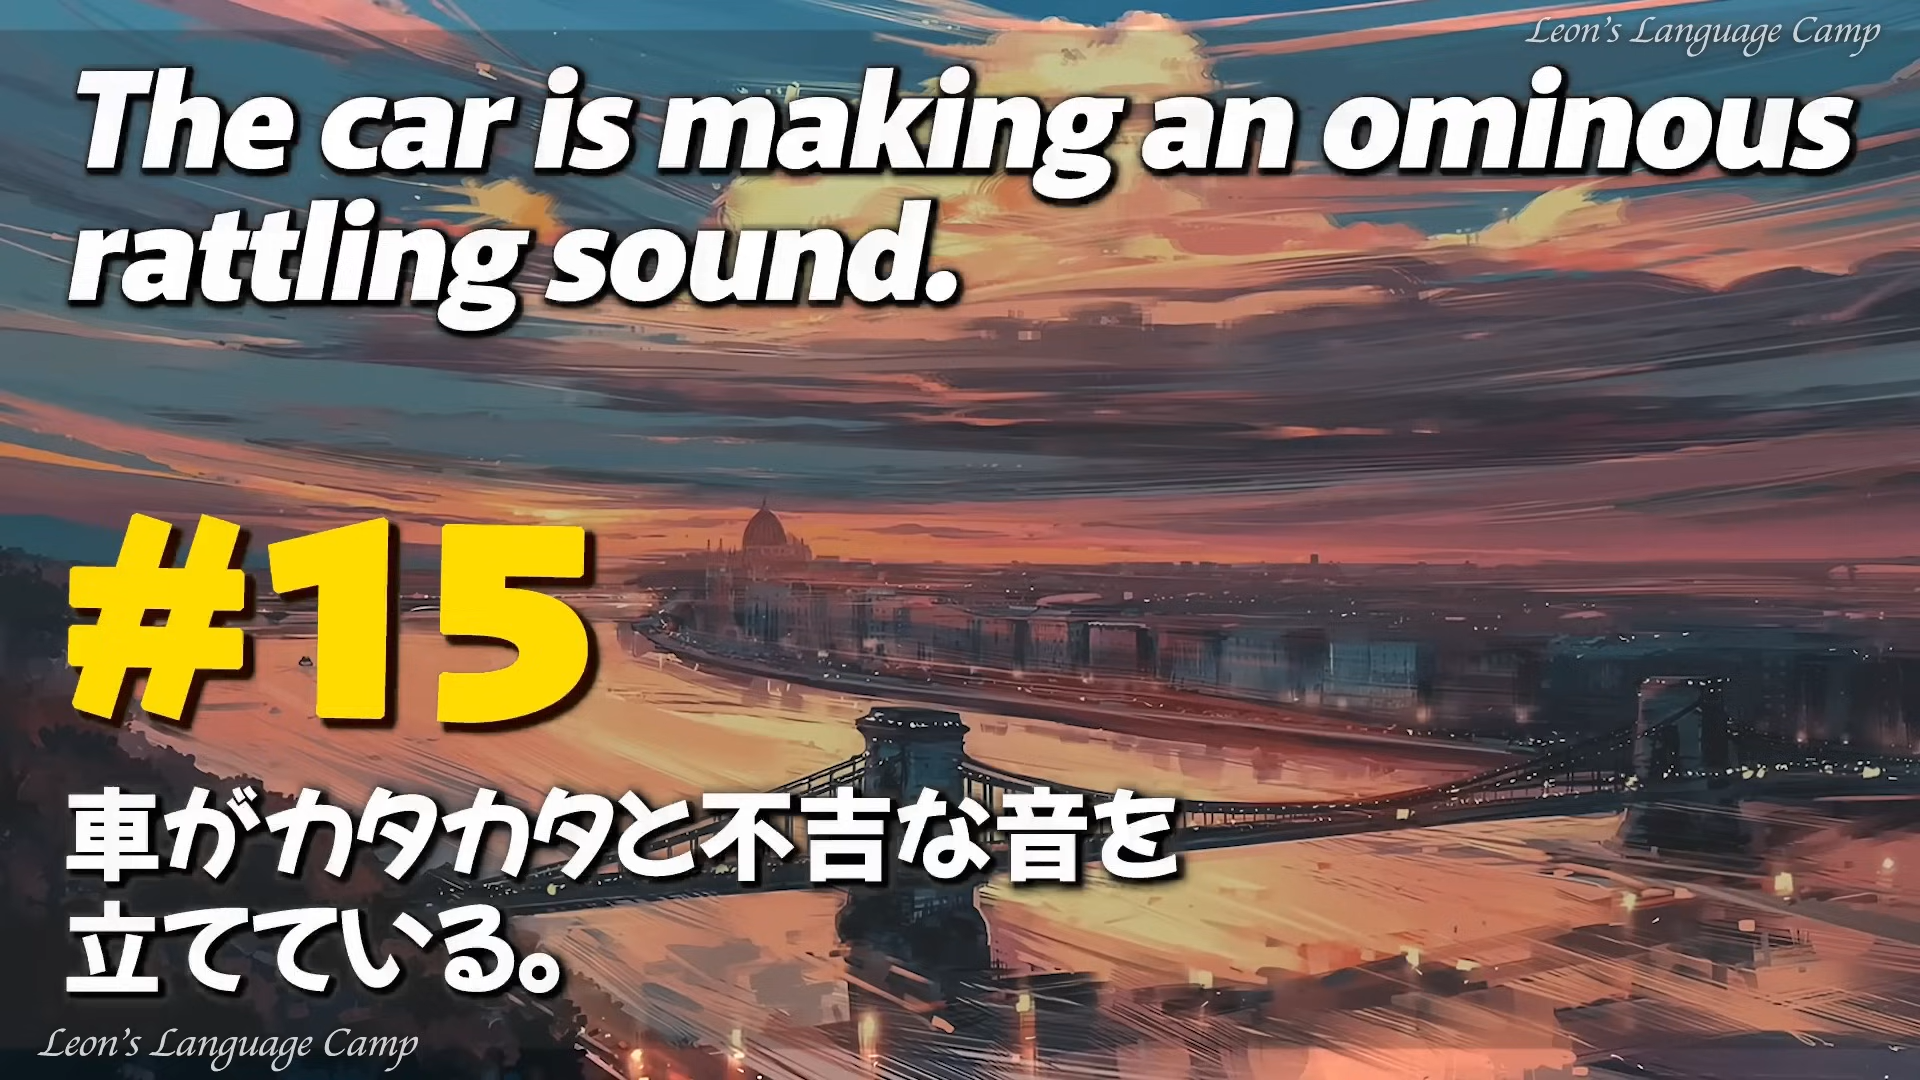 Leon's Language Camp
The car is making an ominous
rattling sound.
#15
車がカタカタと不吉な音を
立てている。
Leon's Language Camp